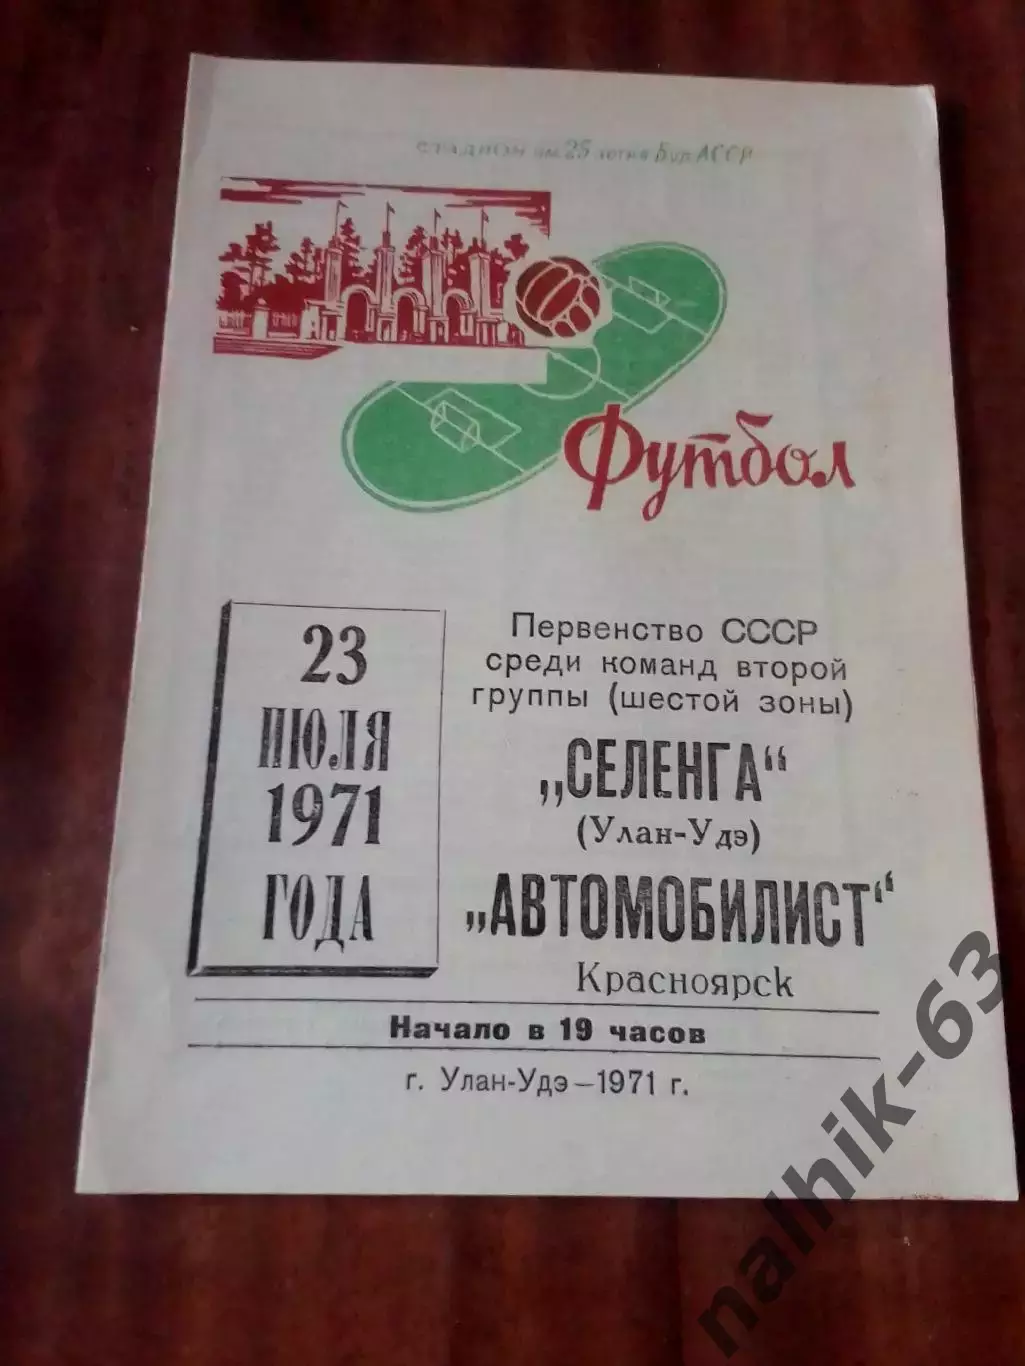 СТАДИОН им 25-летия Бур АССР
Футбол
23
ИЮЛЯ
1971
ГОДА
Первенство СССР
среди команд второй
группы (шестой зоны)
„СЕЛЕНГА“
(Улан-Удэ)
„АВТОМОБИЛИСТ“
Красноярск
Начало в 19 часов
г. Улан-Удэ—1971 г.
nalhik-63